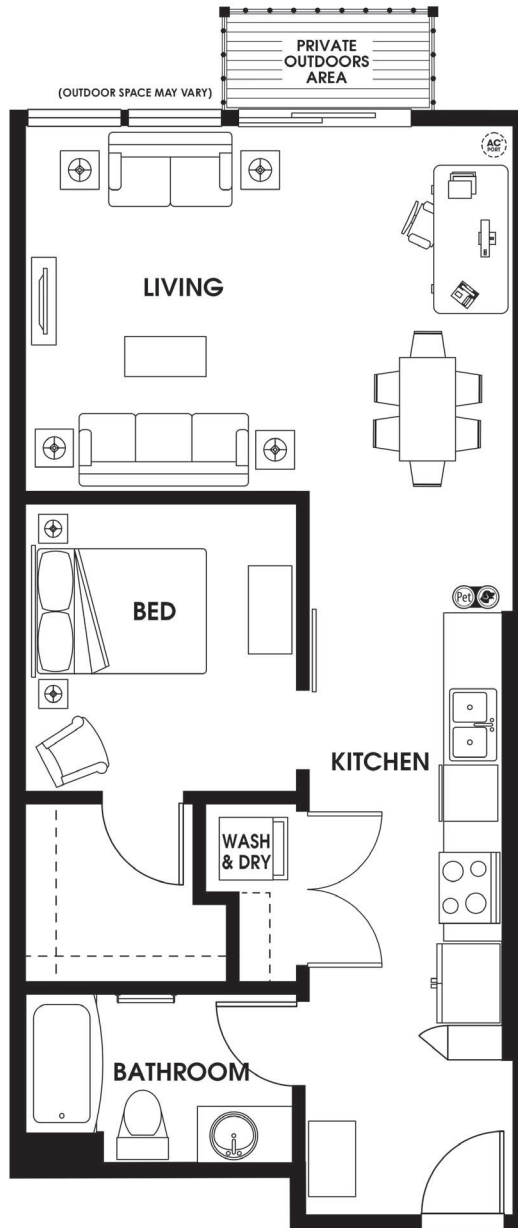 PRIVATE
OUTDOORS
AREA
(OUTDOOR SPACE MAY VARY)
AC*
PORT
LIVING
BED
Pet
KITCHEN
WASH
& DRY
BATHROOM